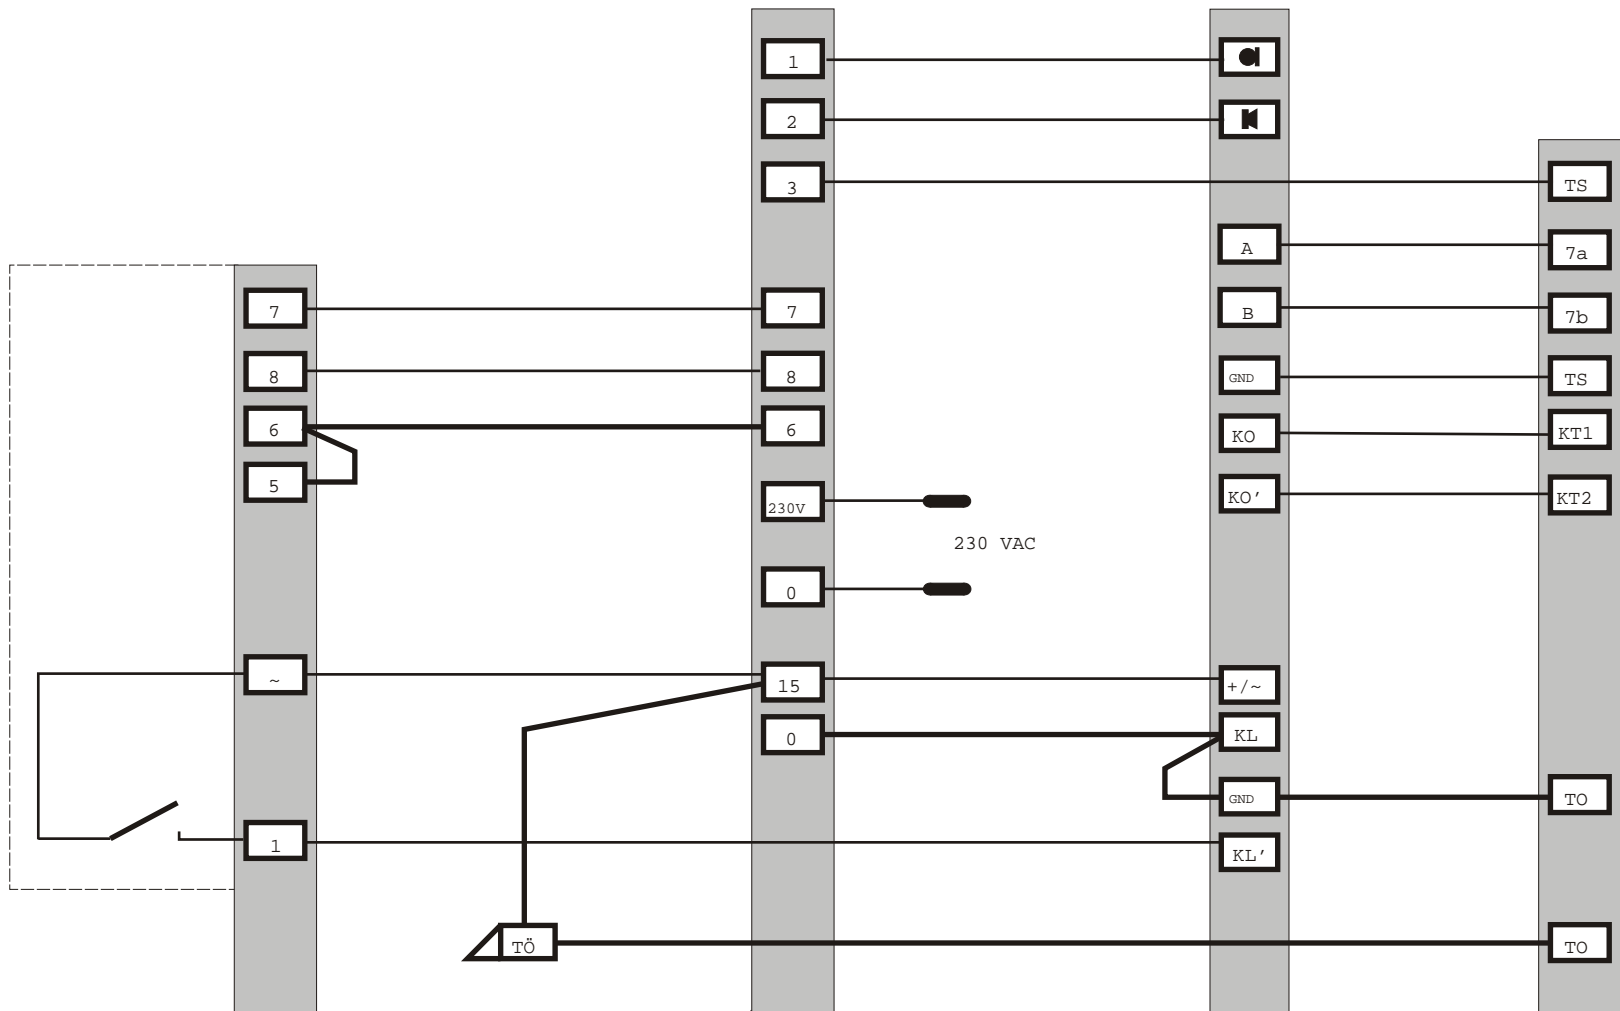 1
2
3
TS
A
7a
B
7b
7
7
8
8
GND
TS
6
6
KO
KT1
5
230V
KO′
KT2
230 VAC
0
~
15
+/~
0
KL
GND
TO
1
KL′
TÖ
TO